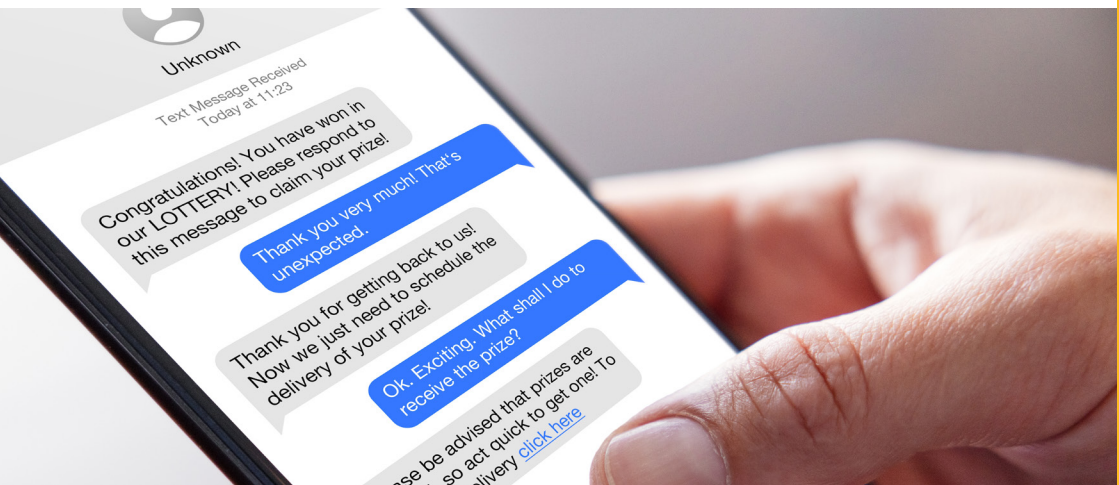 Unknown
Text Message Received
Today at 11:23
Congratulations! You have won in
our LOTTERY! Please respond to
this message to claim your prize!
Thank you very much! That's
unexpected.
Thank you for getting back to us!
Now we just need to schedule the
delivery of your prize!
Ok. Exciting. What shall I do to
receive the prize?
be advised that prizes are
so act quick to get one! To
click here